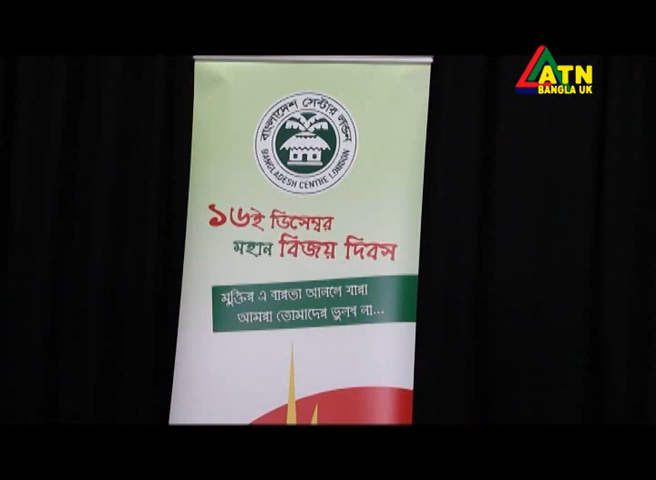 ATN
BANGLA UK
বাংলাদেশ সেন্টার লন্ডন
BANGLADESH CENTRE LONDON
১৬ই ডিসেম্বর
মহান বিজয় দিবস
মুক্তির এ বারতা আনলে যারা
আমরা তোমাদের ভুলব না...